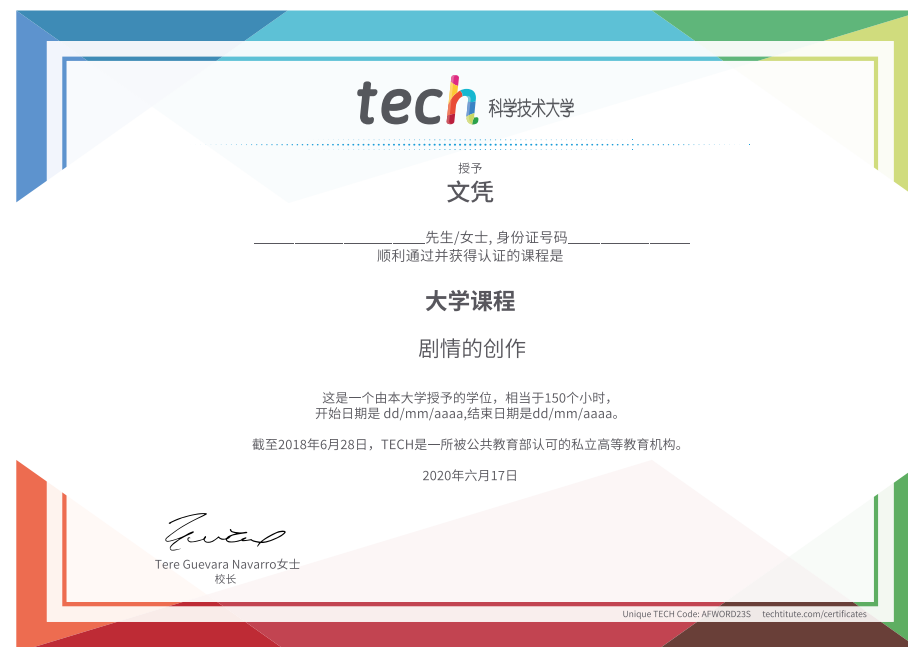 tech 科学技术大学
授予
文凭
______________________先生/女士, 身份证号码________________
顺利通过并获得认证的课程是
大学课程
剧情的创作
这是一个由本大学授予的学位，相当于150个小时，
开始日期是 dd/mm/aaaa,结束日期是dd/mm/aaaa。
截至2018年6月28日，TECH是一所被公共教育部认可的私立高等教育机构。
2020年六月17日
Tere Guevara Navarro女士
校长
Unique TECH Code: AFWORD23S techtitute.com/certificates